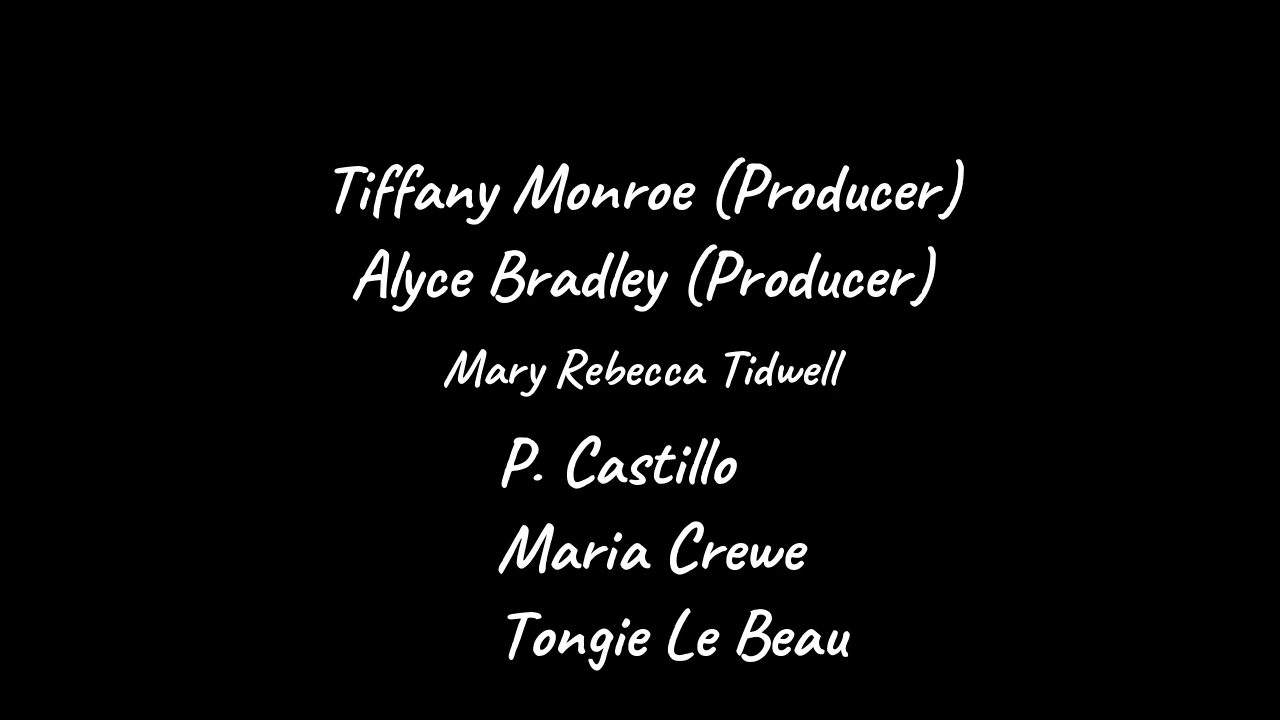 Tiffany Monroe (Producer)
Alyce Bradley (Producer)
Mary Rebecca Tidwell
P. Castillo
Maria Crewe
Tongie Le Beau